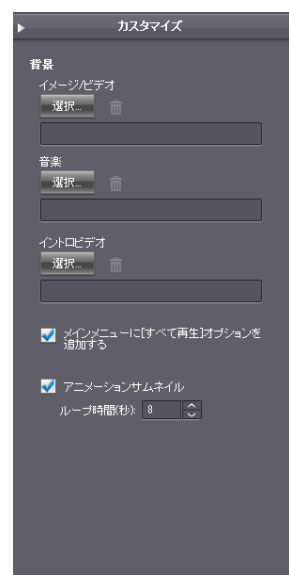 カスタマイズ
背景
イメージ/ビデオ
選択...
音楽
選択...
イントロビデオ
選択...
メインメニューに[すべて再生]オプションを
追加する
アニメーションサムネイル
ループ時間(秒): 8